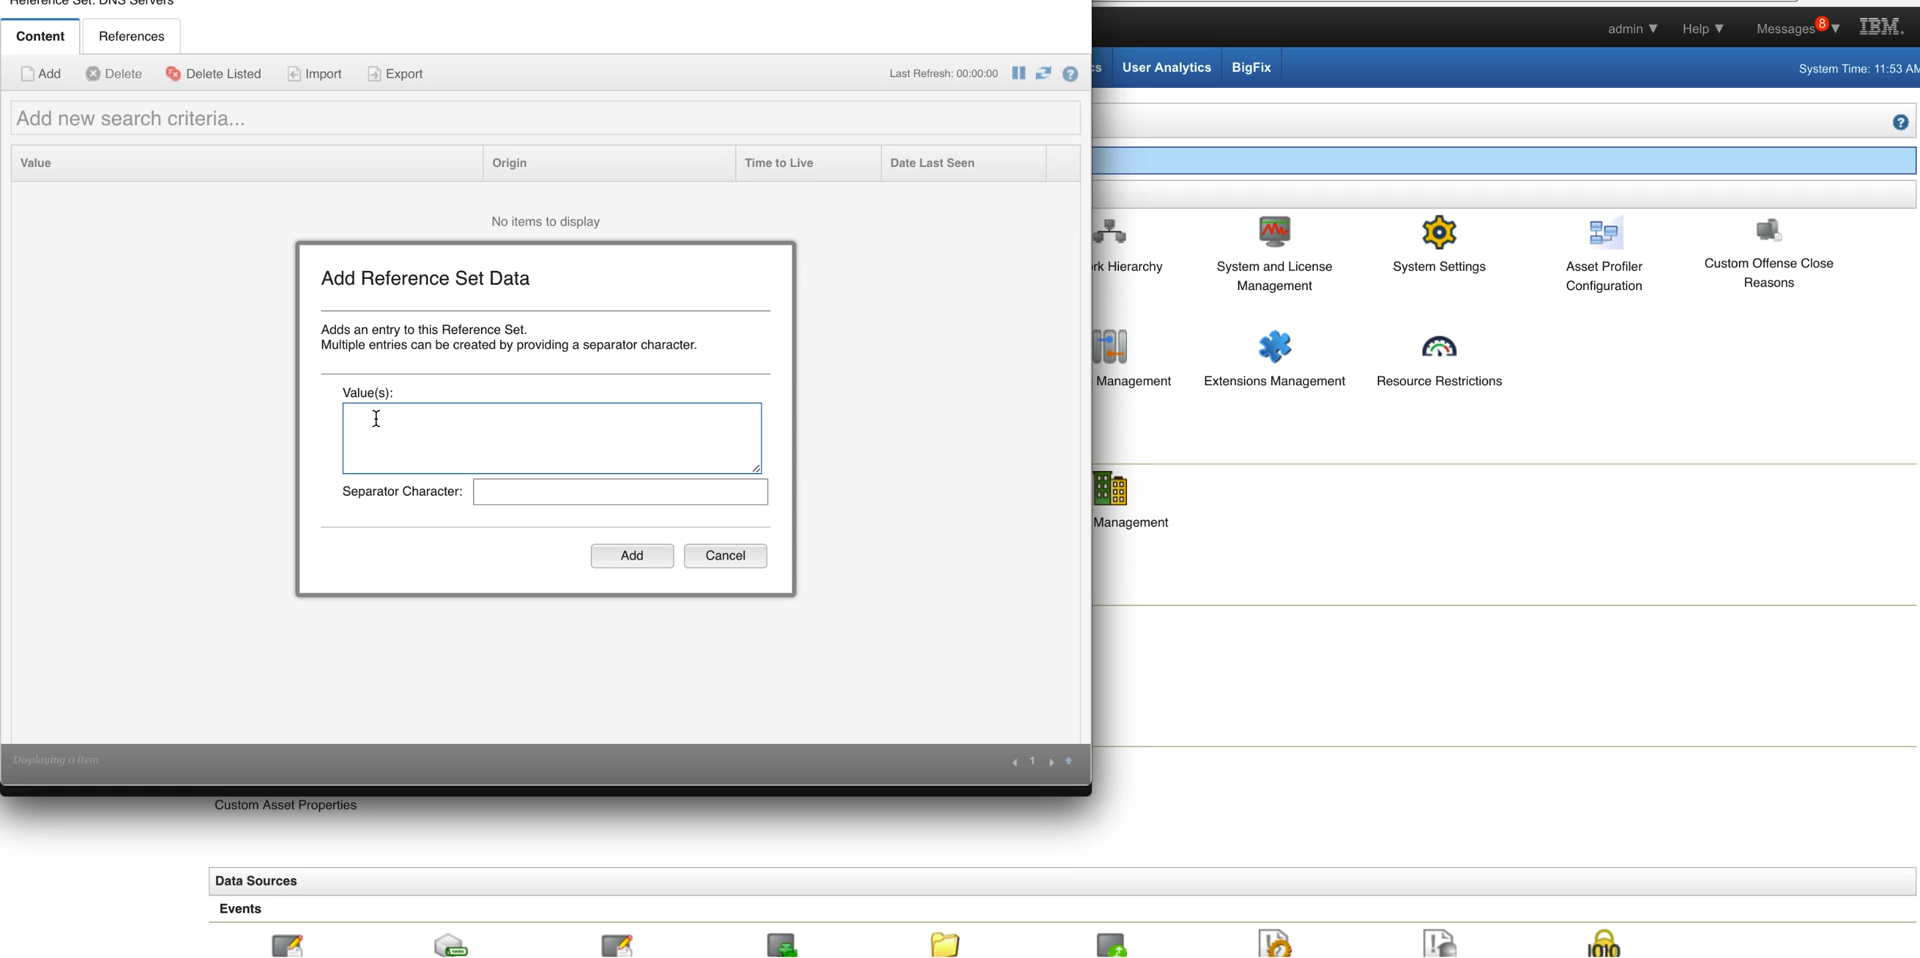 Reference Set: DNS Servers
Content
References
Add
Delete
Delete Listed
Import
Export
Last Refresh: 00:00:00
Add new search criteria...
Value
Origin
Time to Live
Date Last Seen
No items to display
Add Reference Set Data
Adds an entry to this Reference Set.
Multiple entries can be created by providing a separator character.
Value(s):
Separator Character:
Add
Cancel
Displaying 0 item
1
admin ▼
Help ▼
Messages 8 ▼
IBM.
cs
User Analytics
BigFix
System Time: 11:53 AM
rk Hierarchy
System and License
Management
System Settings
Asset Profiler
Configuration
Custom Offense Close
Reasons
Management
Extensions Management
Resource Restrictions
Management
Custom Asset Properties
Data Sources
Events
1010